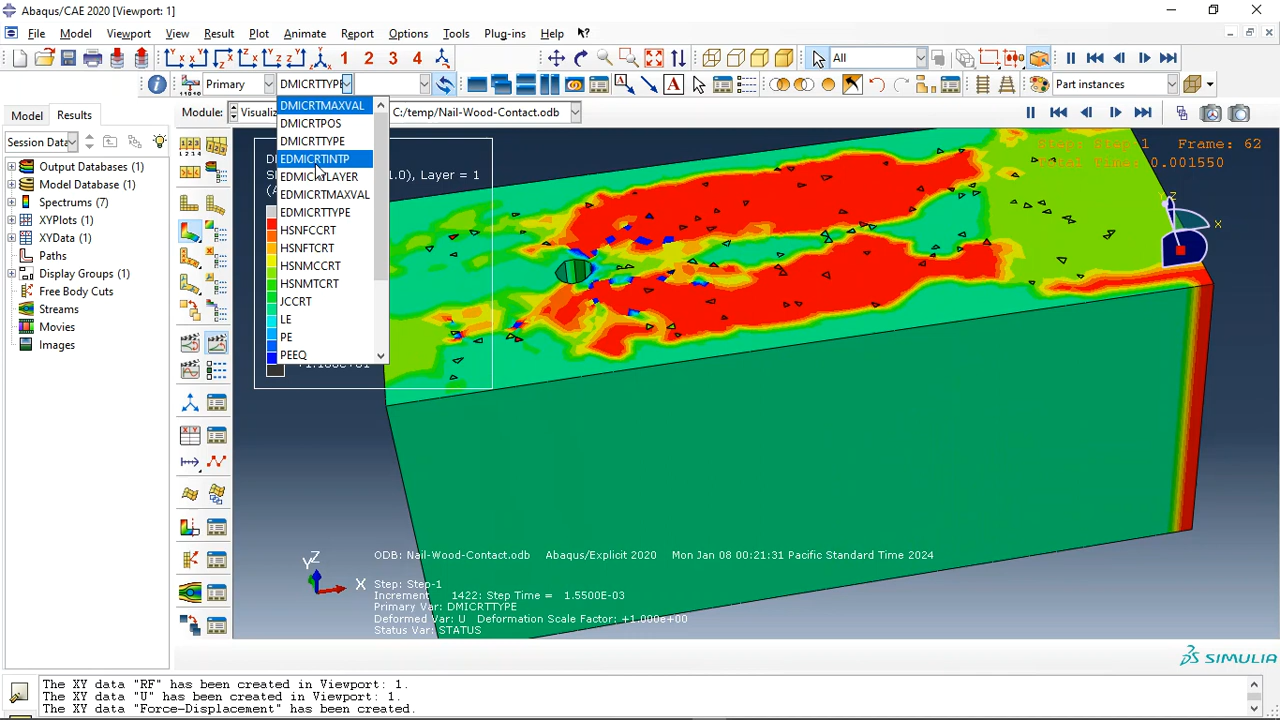 Abaqus/CAE 2020 [Viewport: 1]
File Model Viewport View Result Plot Animate Report Options Tools Plug-ins
1 2 3 4 All
Primary DMICRTTYPE Part instances
Model Results Module: C:/temp/Nail-Wood-Contact.odb
Session Data
Output Databases (1)
Model Database (1)
Spectrums (7)
XYPlots (1)
XYData (1)
Paths
Display Groups (1)
Free Body Cuts
Streams
Movies
Images
DMICRTMAXVAL
DMICRTPOS
DMICRTTYPE
EDMICRTINTP
EDMICRTLAYER
EDMICRTMAXVAL
EDMICRTTYPE
HSNFCCRT
HSNFTCRT
HSNMCCRT
HSNMTCRT
JCCRT
LE
PE
PEEQ
1.0), Layer = 1
Step: Step-1 Frame: 62
Total Time: 0.001550
Z
X
ODB: Nail-Wood-Contact.odb Abaqus/Explicit 2020 Mon Jan 08 00:21:31 Pacific Standard Time 2024
Y Z X
Step: Step-1
Increment 1422: Step Time = 1.5500E-03
Primary Var: DMICRTTYPE
Deformed Var: U Deformation Scale Factor: +1.000e+00
Status Var: STATUS
SIMULIA
The XY data "RF" has been created in Viewport: 1.
The XY data "U" has been created in Viewport: 1.
The XY data "Force-Displacement" has been created.